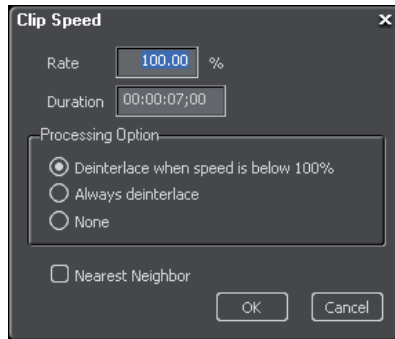 Clip Speed x
Rate 100.00 %
Duration 00:00:07;00
Processing Option
Deinterlace when speed is below 100%
Always deinterlace
None
Nearest Neighbor
OK Cancel